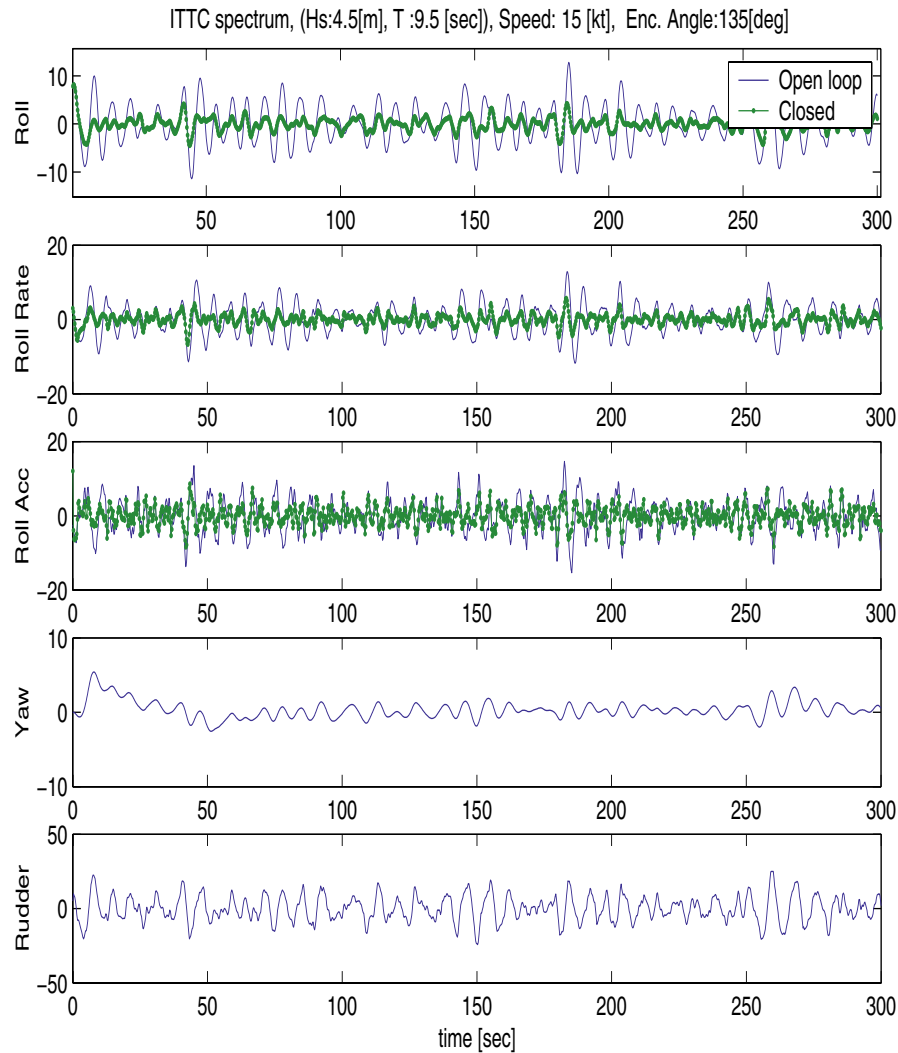 ITTC spectrum, (Hs:4.5[m], T :9.5 [sec]), Speed: 15 [kt], Enc. Angle:135[deg]
Open loop
Closed
Roll
10
0
−10
50 100 150 200 250 300
Roll Rate
20
0
−20
0 50 100 150 200 250 300
Roll Acc
20
0
−20
0 50 100 150 200 250 300
Yaw
10
0
−10
0 50 100 150 200 250 300
Rudder
50
0
−50
0 50 100 150 200 250 300
time [sec]